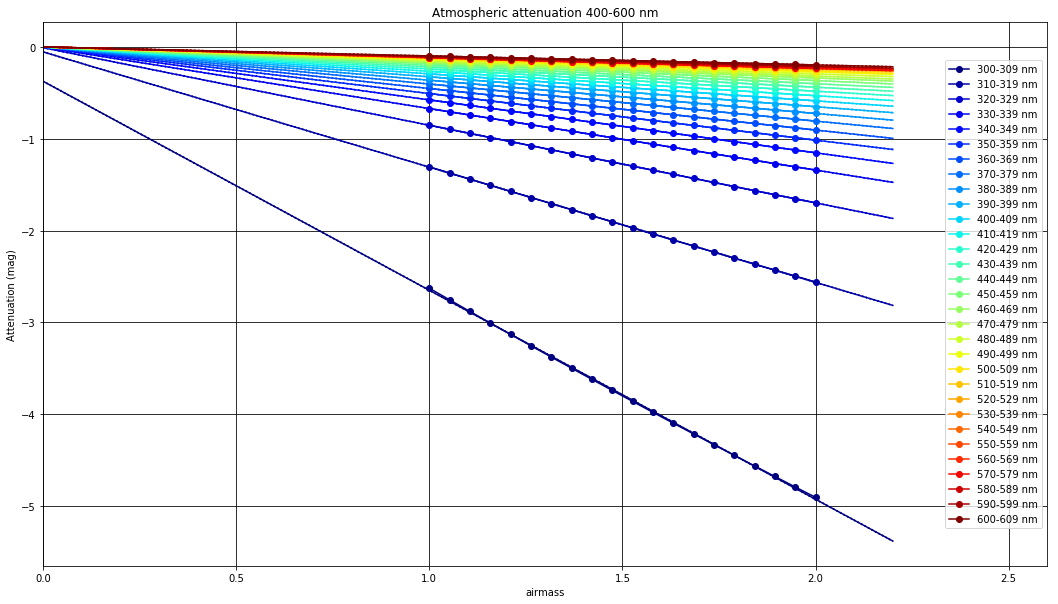 Atmospheric attenuation 400-600 nm
Attenuation (mag)
0
−1
−2
−3
−4
−5
0.0
0.5
1.0
1.5
2.0
2.5
airmass
300-309 nm
310-319 nm
320-329 nm
330-339 nm
340-349 nm
350-359 nm
360-369 nm
370-379 nm
380-389 nm
390-399 nm
400-409 nm
410-419 nm
420-429 nm
430-439 nm
440-449 nm
450-459 nm
460-469 nm
470-479 nm
480-489 nm
490-499 nm
500-509 nm
510-519 nm
520-529 nm
530-539 nm
540-549 nm
550-559 nm
560-569 nm
570-579 nm
580-589 nm
590-599 nm
600-609 nm